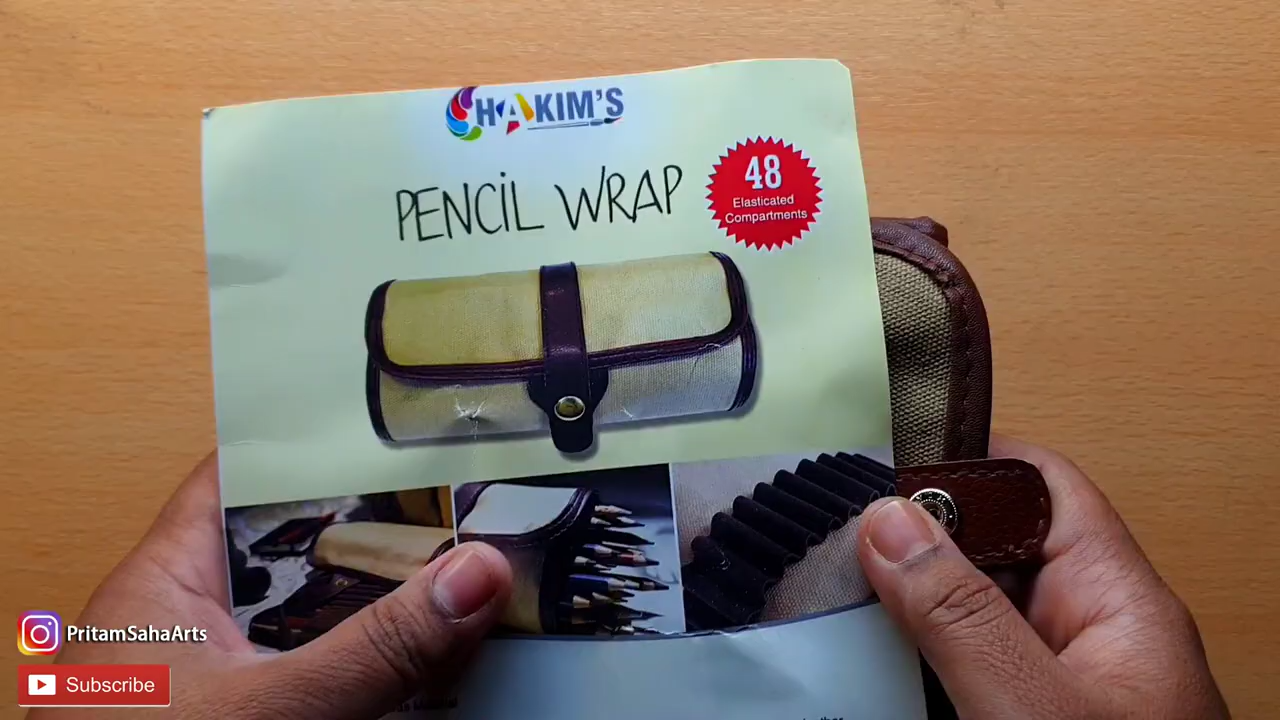 HAKIM'S
PENCIL WRAP
48
Elasticated
Compartments
PritamSahaArts
Subscribe